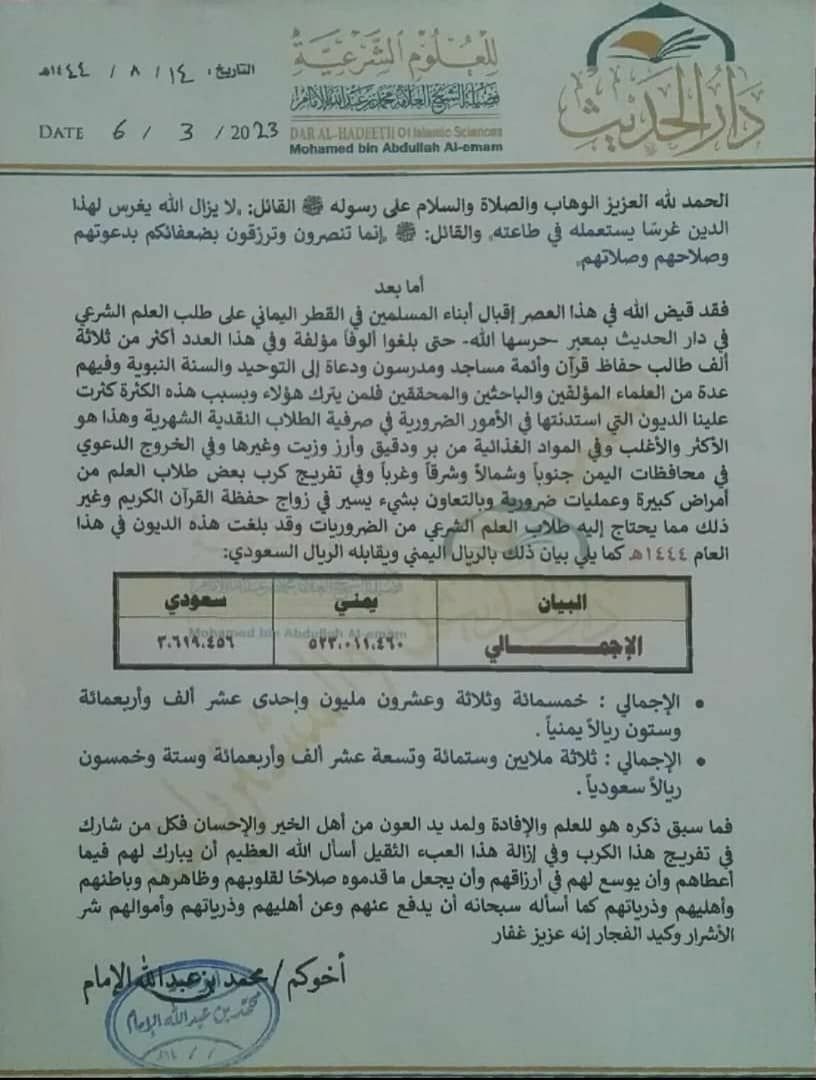 دار الحديث
للعلوم الشرعية
فضيلة الشيخ العلامة محمد بن عبدالله الإمام
DAR AL-HADEETH Of Islamic Sciences
Mohamed bin Abdullah Al-emam
التاريخ: ١٤ / ٨ / ١٤٤٤هـ
DATE 6 / 3 / 2023
الحمد لله العزيز الوهاب والصلاة والسلام على رسوله ﷺ القائل: «لا يزال الله يغرس لهذا
الدين غرسًا يستعمله في طاعته» والقائل: ﷺ «إنما تنصرون وترزقون بضعفائكم بدعوتهم
وصلاحهم وصلاتهم»
أما بعد
فقد قيض الله في هذا العصر إقبال أبناء المسلمين في القطر اليماني على طلب العلم الشرعي
في دار الحديث بمعبر -حرسها الله- حتى بلغوا ألوفاً مؤلفة وفي هذا العدد أكثر من ثلاثة
ألف طالب حفاظ قرآن وأئمة مساجد ومدرسون ودعاة إلى التوحيد والسنة النبوية وفيهم
عدة من العلماء المؤلفين والباحثين والمحققين فلمن يترك هؤلاء وبسبب هذه الكثرة كثرت
علينا الديون التي استدنتها في الأمور الضرورية في صرفية الطلاب النقدية الشهرية وهذا هو
الأكثر والأغلب وفي المواد الغذائية من بر ودقيق وأرز وزيت وغيرها وفي الخروج الدعوي
في محافظات اليمن جنوباً وشمالاً وشرقاً وغرباً وفي تفريج كرب بعض طلاب العلم من
أمراض كبيرة وعمليات ضرورية وبالتعاون بشيء يسير في زواج حفظة القرآن الكريم وغير
ذلك مما يحتاج إليه طلاب العلم الشرعي من الضروريات وقد بلغت هذه الديون في هذا
العام ١٤٤٤هـ كما يلي بيان ذلك بالريال اليمني ويقابله الريال السعودي:
البيان يمني سعودي
الإجمالي ٥٢٣،٠١١،٤٦٠ ٣،٦١٩،٤٥٦
• الإجمالي : خمسمائة وثلاثة وعشرون مليون وإحدى عشر ألف وأربعمائة
وستون ريالاً يمنياً .
• الإجمالي : ثلاثة ملايين وستمائة وتسعة عشر ألف وأربعمائة وستة وخمسون
ريالاً سعودياً .
فما سبق ذكره هو للعلم والإفادة ولمد يد العون من أهل الخير والإحسان فكل من شارك
في تفريج هذا الكرب وفي إزالة هذا العبء الثقيل أسأل الله العظيم أن يبارك لهم فيما
أعطاهم وأن يوسع لهم في أرزاقهم وأن يجعل ما قدموه صلاحًا لقلوبهم وظاهرهم وباطنهم
وأهليهم وذرياتهم كما أسأله سبحانه أن يدفع عنهم وعن أهليهم وذرياتهم وأموالهم شر
الأشرار وكيد الفجار إنه عزيز غفار
أخوكم/ محمد بن عبدالله الإمام
محمد بن عبدالله الإمام